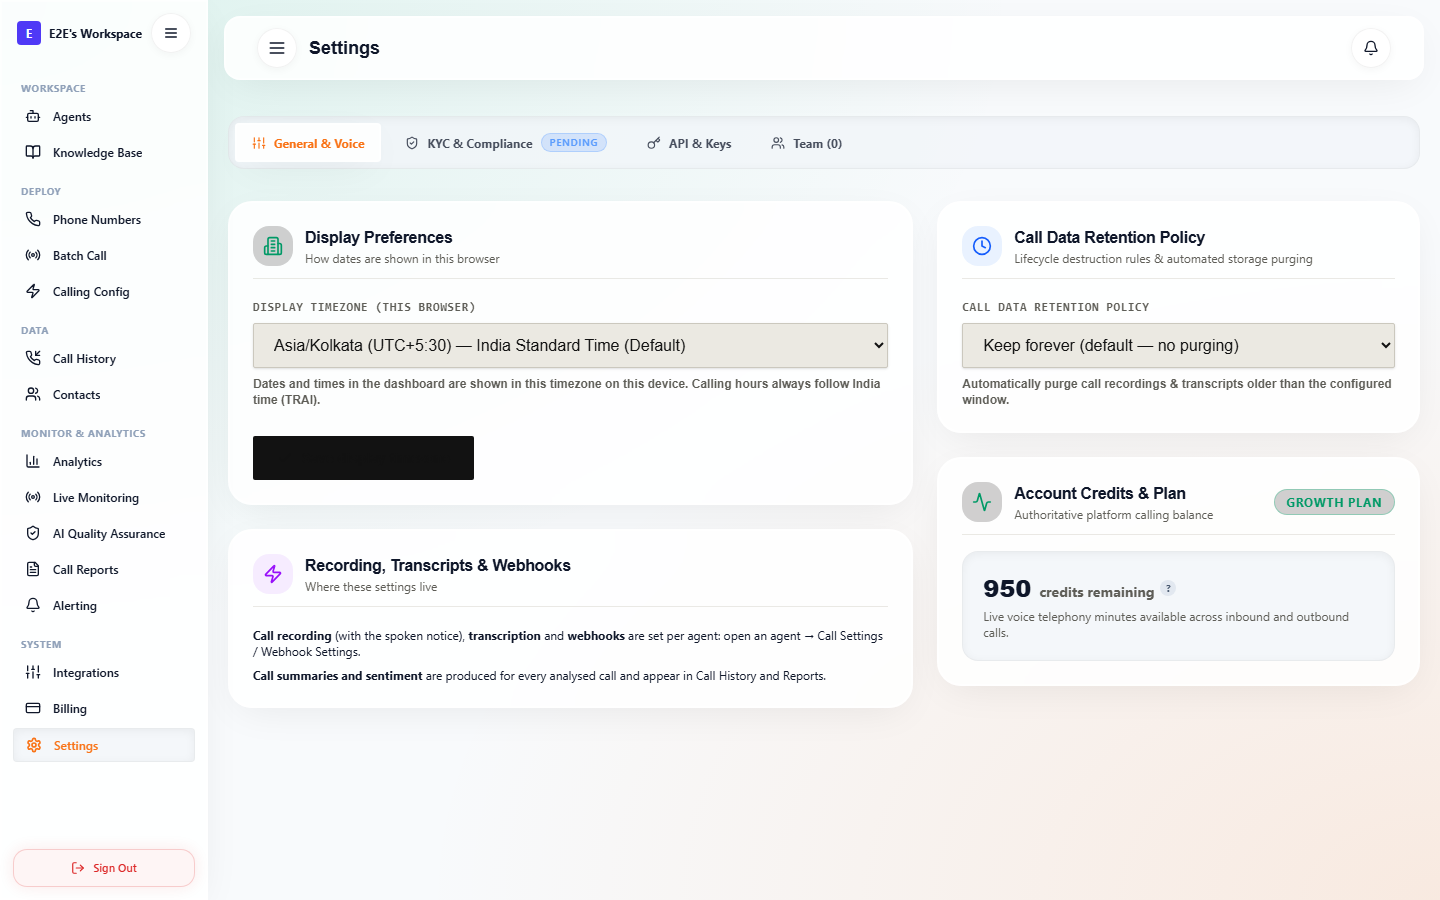 E E2E's Workspace
WORKSPACE
Agents
Knowledge Base
DEPLOY
Phone Numbers
Batch Call
Calling Config
DATA
Call History
Contacts
MONITOR & ANALYTICS
Analytics
Live Monitoring
AI Quality Assurance
Call Reports
Alerting
SYSTEM
Integrations
Billing
Settings
Sign Out
Settings
General & Voice
KYC & Compliance PENDING
API & Keys
Team (0)
Display Preferences
How dates are shown in this browser
DISPLAY TIMEZONE (THIS BROWSER)
Asia/Kolkata (UTC+5:30) — India Standard Time (Default)
Dates and times in the dashboard are shown in this timezone on this device. Calling hours always follow India
time (TRAI).
Recording, Transcripts & Webhooks
Where these settings live
Call recording (with the spoken notice), transcription and webhooks are set per agent: open an agent → Call Settings
/ Webhook Settings.
Call summaries and sentiment are produced for every analysed call and appear in Call History and Reports.
Call Data Retention Policy
Lifecycle destruction rules & automated storage purging
CALL DATA RETENTION POLICY
Keep forever (default — no purging)
Automatically purge call recordings & transcripts older than the configured
window.
Account Credits & Plan
Authoritative platform calling balance
GROWTH PLAN
950 credits remaining ?
Live voice telephony minutes available across inbound and outbound
calls.